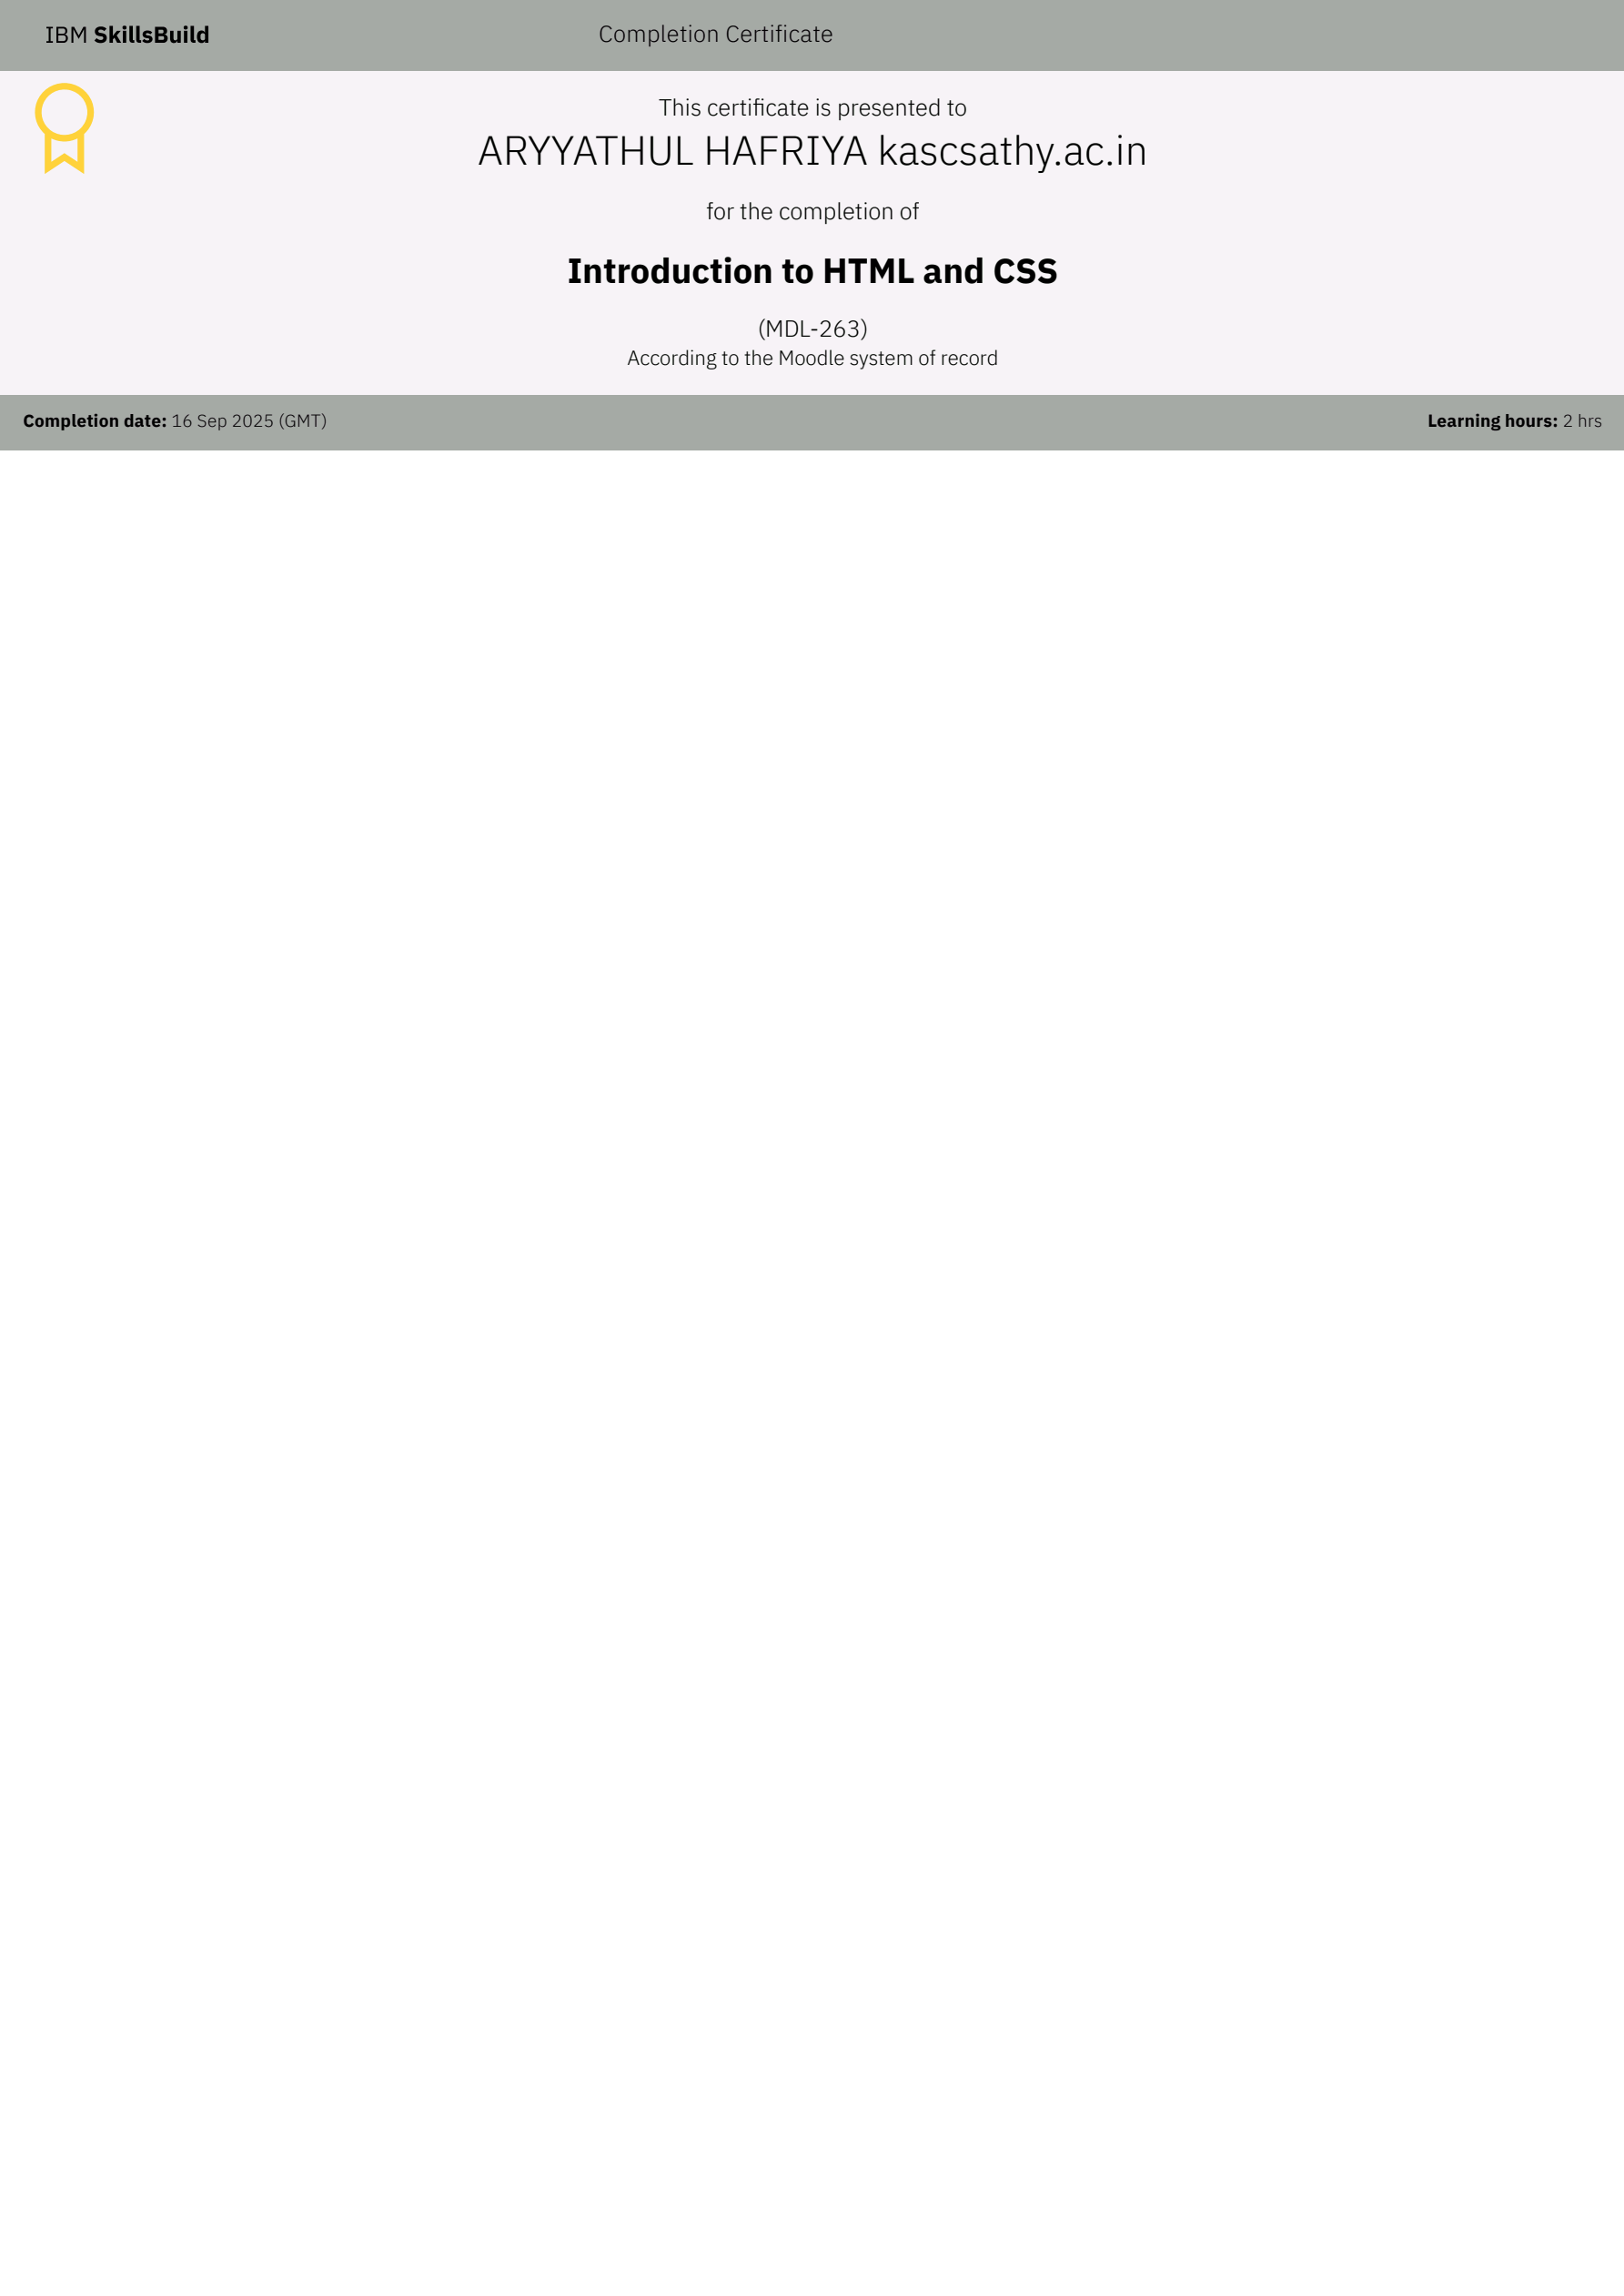 IBM SkillsBuild
Completion Certificate
This certificate is presented to
ARYYATHUL HAFRIYA kascsathy.ac.in
for the completion of
Introduction to HTML and CSS
(MDL-263)
According to the Moodle system of record
Completion date: 16 Sep 2025 (GMT)
Learning hours: 2 hrs